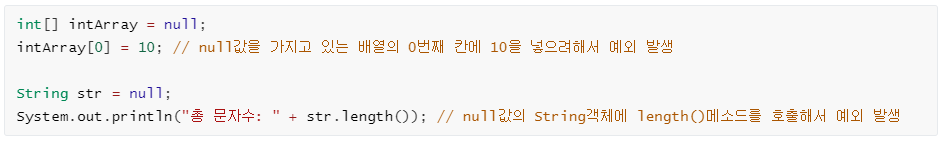 int[] intArray = null;
intArray[0] = 10; // null값을 가지고 있는 배열의 0번째 칸에 10을 넣으려해서 예외 발생
String str = null;
System.out.println("총 문자수: " + str.length()); // null값의 String객체에 length()메소드를 호출해서 예외 발생